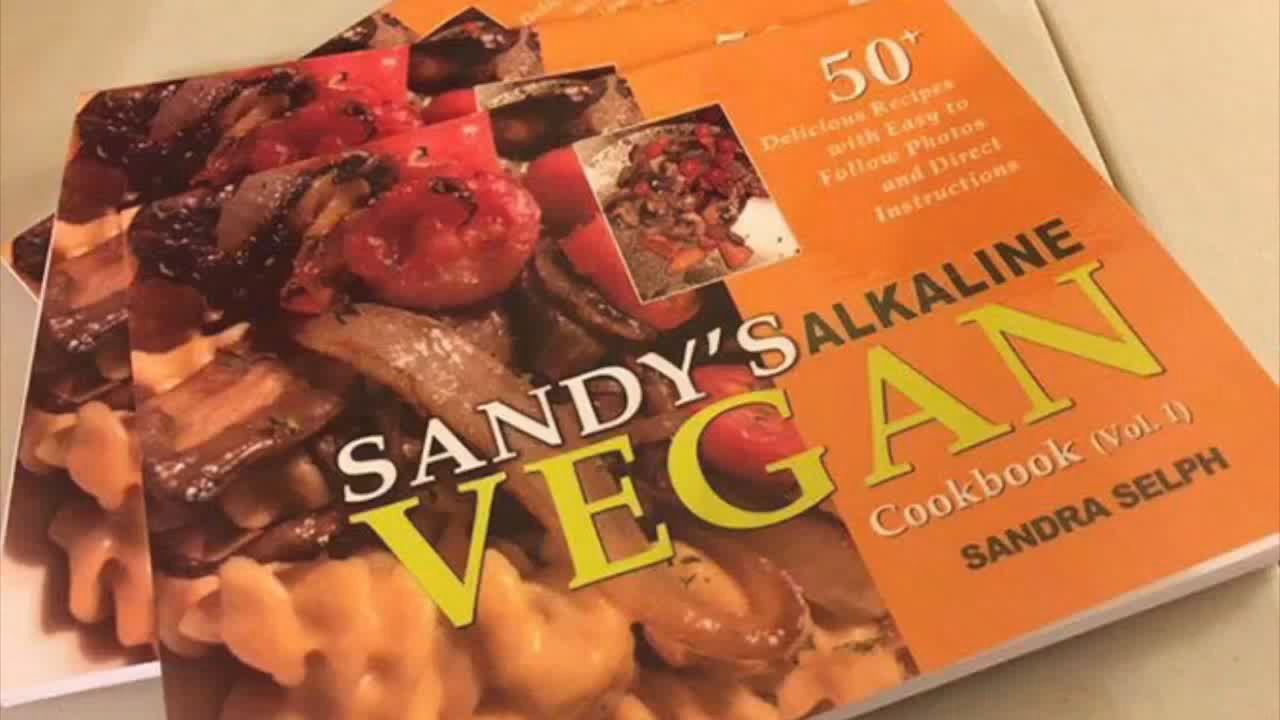 50+
Delicious Recipes
with Easy to
Follow Photos
and Direct
Instructions
SANDY'S ALKALINE
VEGAN
Cookbook (Vol. 1)
SANDRA SELPH